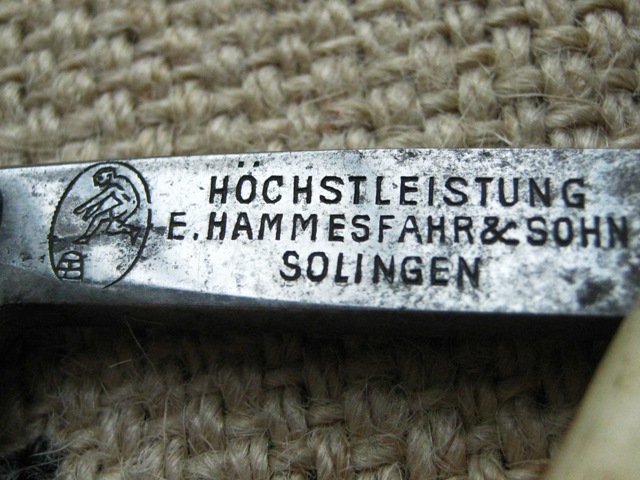 HÖCHSTLEISTUNG
E. HAMMESFAHR & SOHN
SOLINGEN